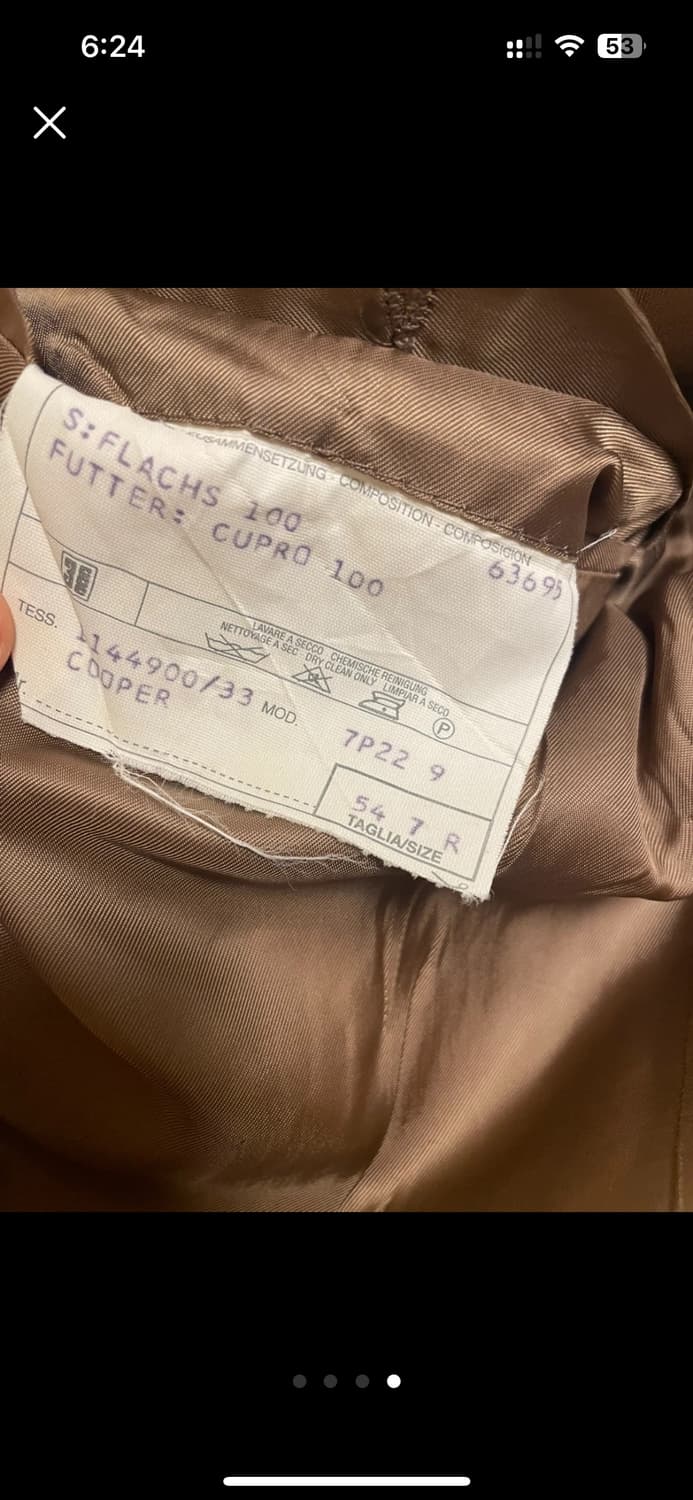 6:24
53
ZUSAMMENSETZUNG - COMPOSITION - COMPOSICION
S:FLACHS 100
FUTTER: CUPRO 100
63695
LAVARE A SECCO CHEMISCHE REINIGUNG
NETTOYAGE A SEC DRY CLEAN ONLY LIMPIAR A SECO
P
TESS. 1144900/33 MOD. 7P22 9
COOPER
54 7 R
TAGLIA/SIZE